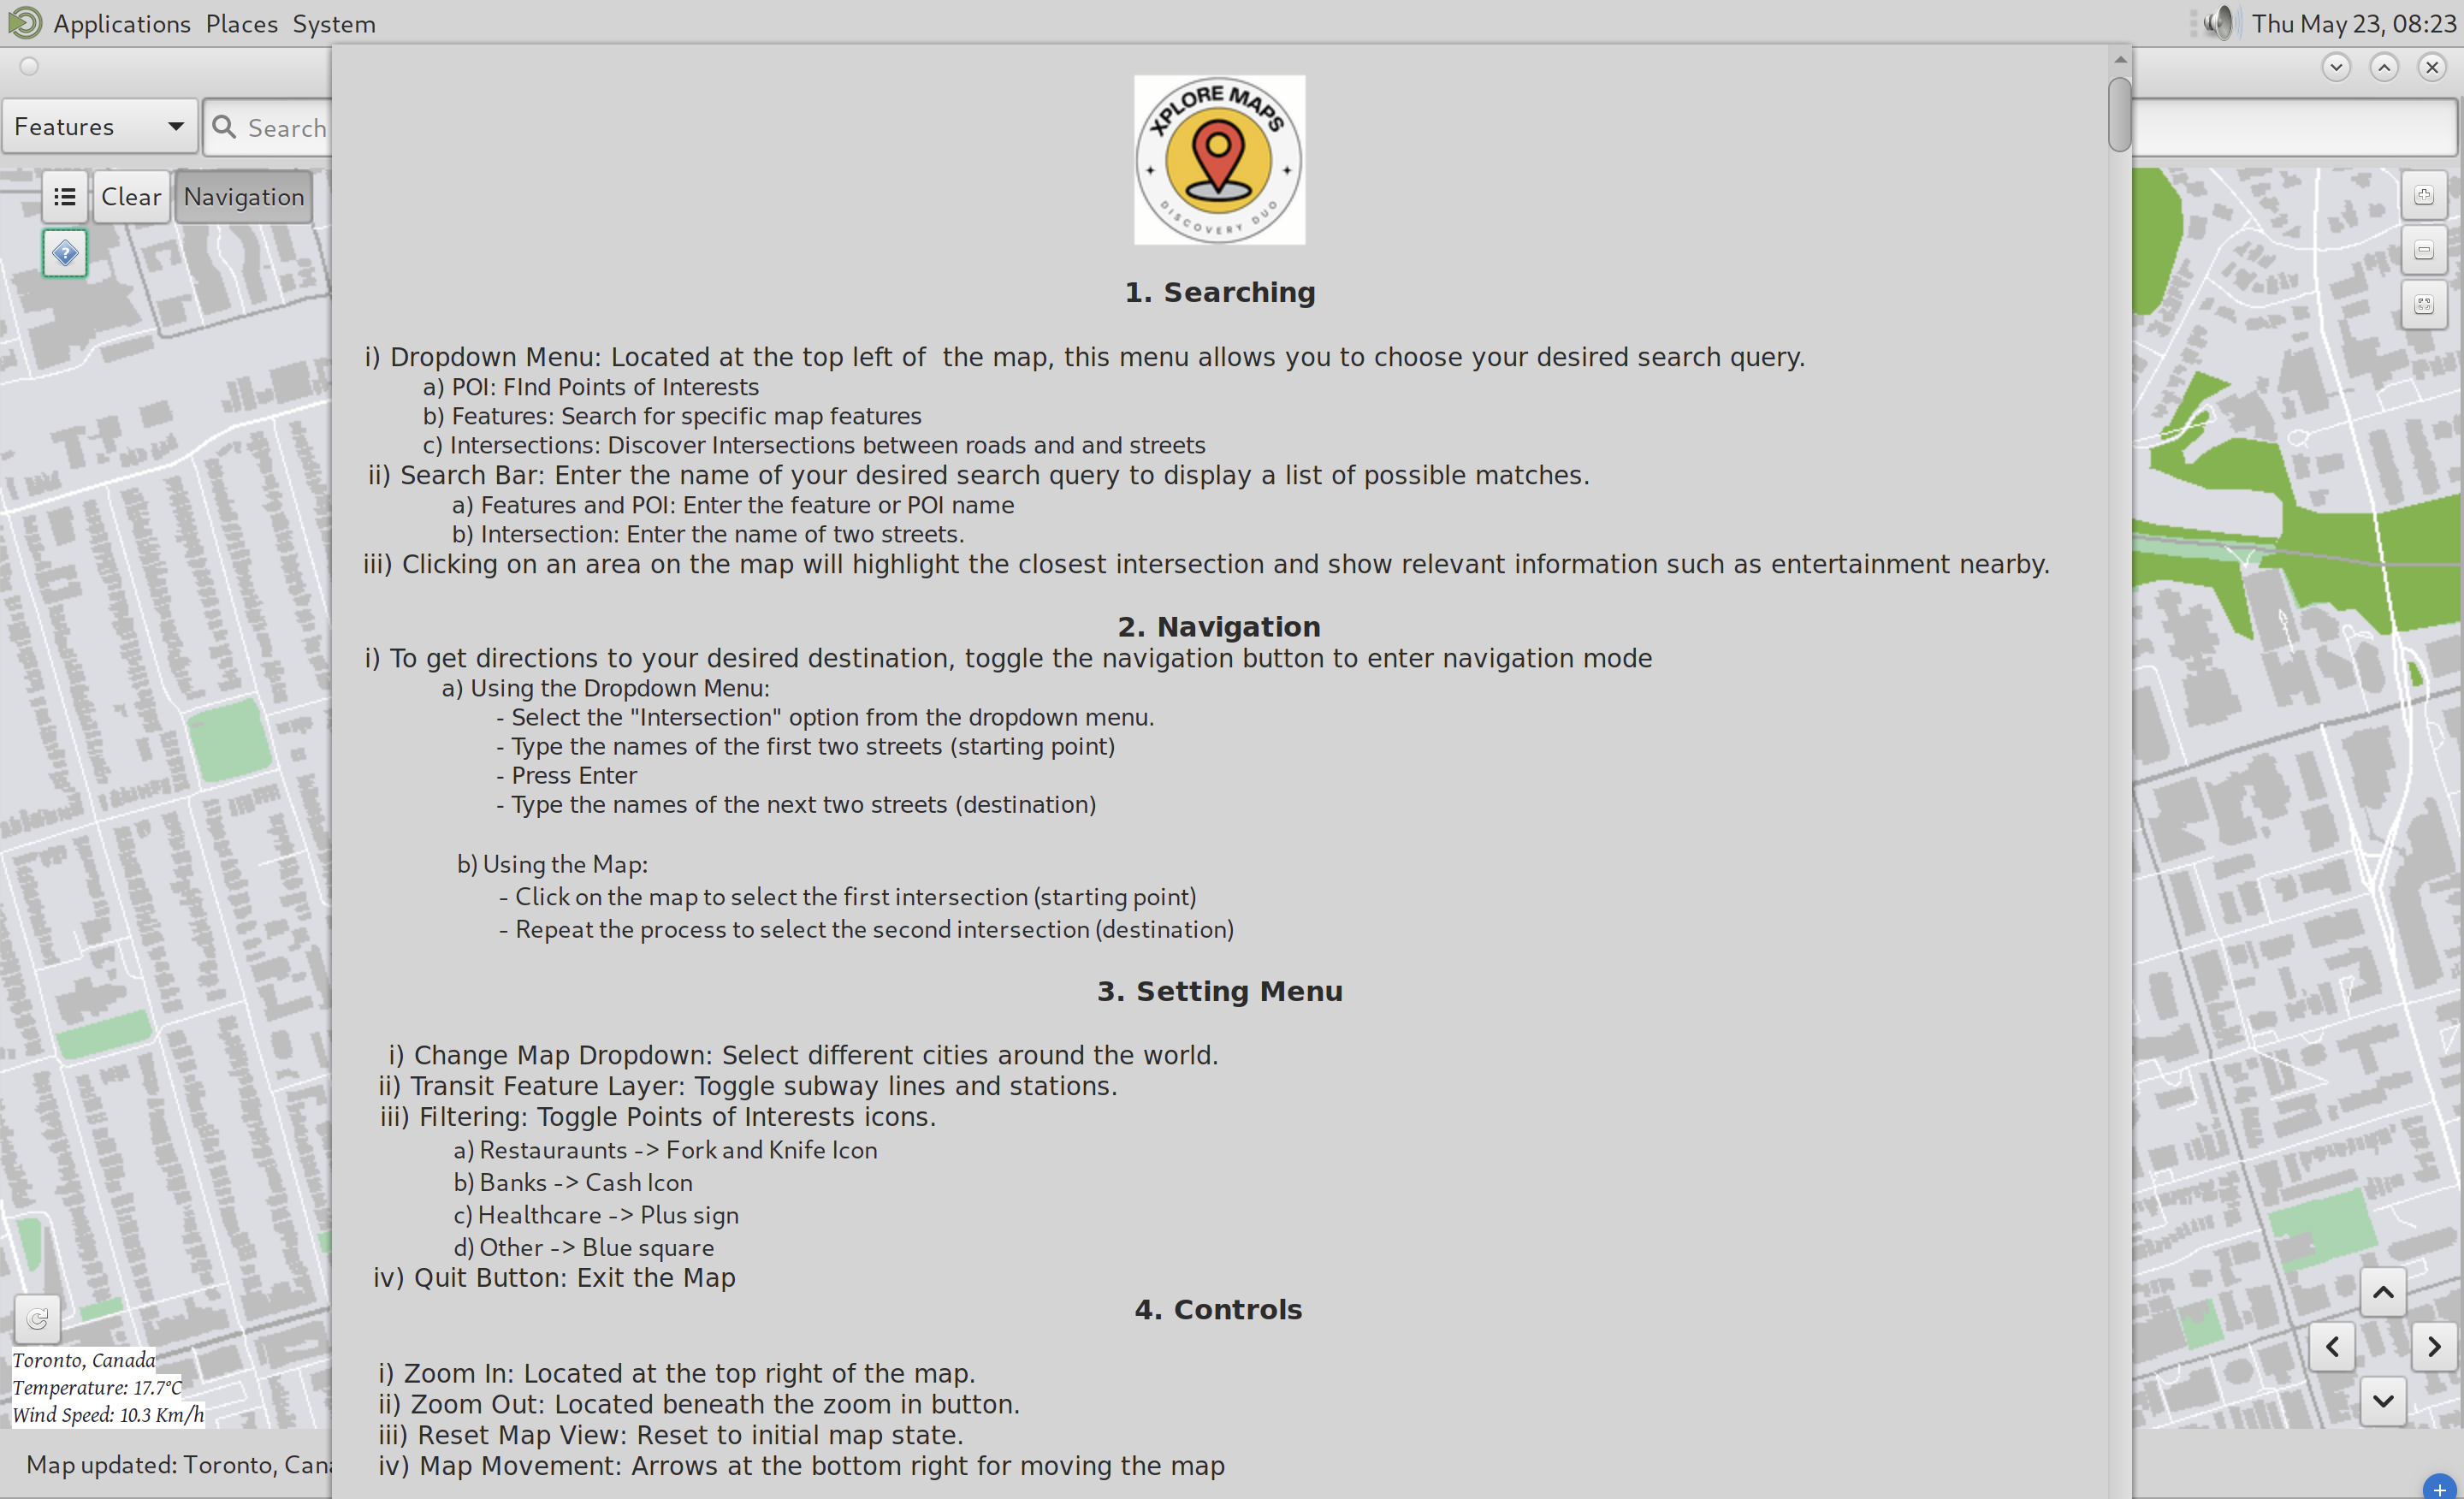 Applications Places System
Thu May 23, 08:23
Features
Search
Clear
Navigation
XPLORE MAPS
DISCOVERY DUO
1. Searching
i) Dropdown Menu: Located at the top left of  the map, this menu allows you to choose your desired search query.
a) POI: FInd Points of Interests
b) Features: Search for specific map features
c) Intersections: Discover Intersections between roads and and streets
ii) Search Bar: Enter the name of your desired search query to display a list of possible matches.
a) Features and POI: Enter the feature or POI name
b) Intersection: Enter the name of two streets.
iii) Clicking on an area on the map will highlight the closest intersection and show relevant information such as entertainment nearby.
2. Navigation
i) To get directions to your desired destination, toggle the navigation button to enter navigation mode
a) Using the Dropdown Menu:
- Select the "Intersection" option from the dropdown menu.
- Type the names of the first two streets (starting point)
- Press Enter
- Type the names of the next two streets (destination)
b) Using the Map:
- Click on the map to select the first intersection (starting point)
- Repeat the process to select the second intersection (destination)
3. Setting Menu
i) Change Map Dropdown: Select different cities around the world.
ii) Transit Feature Layer: Toggle subway lines and stations.
iii) Filtering: Toggle Points of Interests icons.
a) Restauraunts -> Fork and Knife Icon
b) Banks -> Cash Icon
c) Healthcare -> Plus sign
d) Other -> Blue square
iv) Quit Button: Exit the Map
4. Controls
i) Zoom In: Located at the top right of the map.
ii) Zoom Out: Located beneath the zoom in button.
iii) Reset Map View: Reset to initial map state.
iv) Map Movement: Arrows at the bottom right for moving the map
Toronto, Canada
Temperature: 17.7°C
Wind Speed: 10.3 Km/h
Map updated: Toronto, Cana